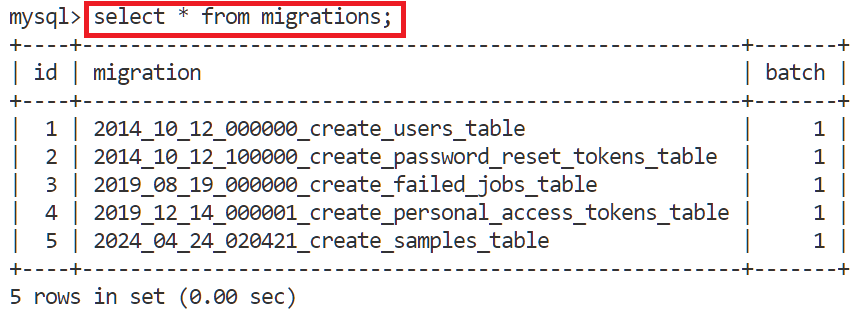 mysql> select * from migrations;
+----+-------------------------------------------------------+-------+
| id | migration                                             | batch |
+----+-------------------------------------------------------+-------+
|  1 | 2014_10_12_000000_create_users_table                  |     1 |
|  2 | 2014_10_12_100000_create_password_reset_tokens_table  |     1 |
|  3 | 2019_08_19_000000_create_failed_jobs_table            |     1 |
|  4 | 2019_12_14_000001_create_personal_access_tokens_table |     1 |
|  5 | 2024_04_24_020421_create_samples_table                |     1 |
+----+-------------------------------------------------------+-------+
5 rows in set (0.00 sec)